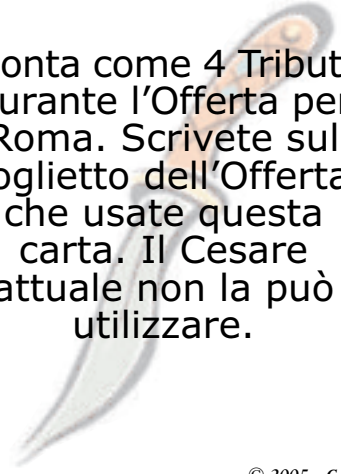 onta come 4 Tribut
urante l'Offerta per
Roma. Scrivete sul
oglietto dell'Offerta
che usate questa
carta. Il Cesare
attuale non la può
utilizzare.
© 2005 - G